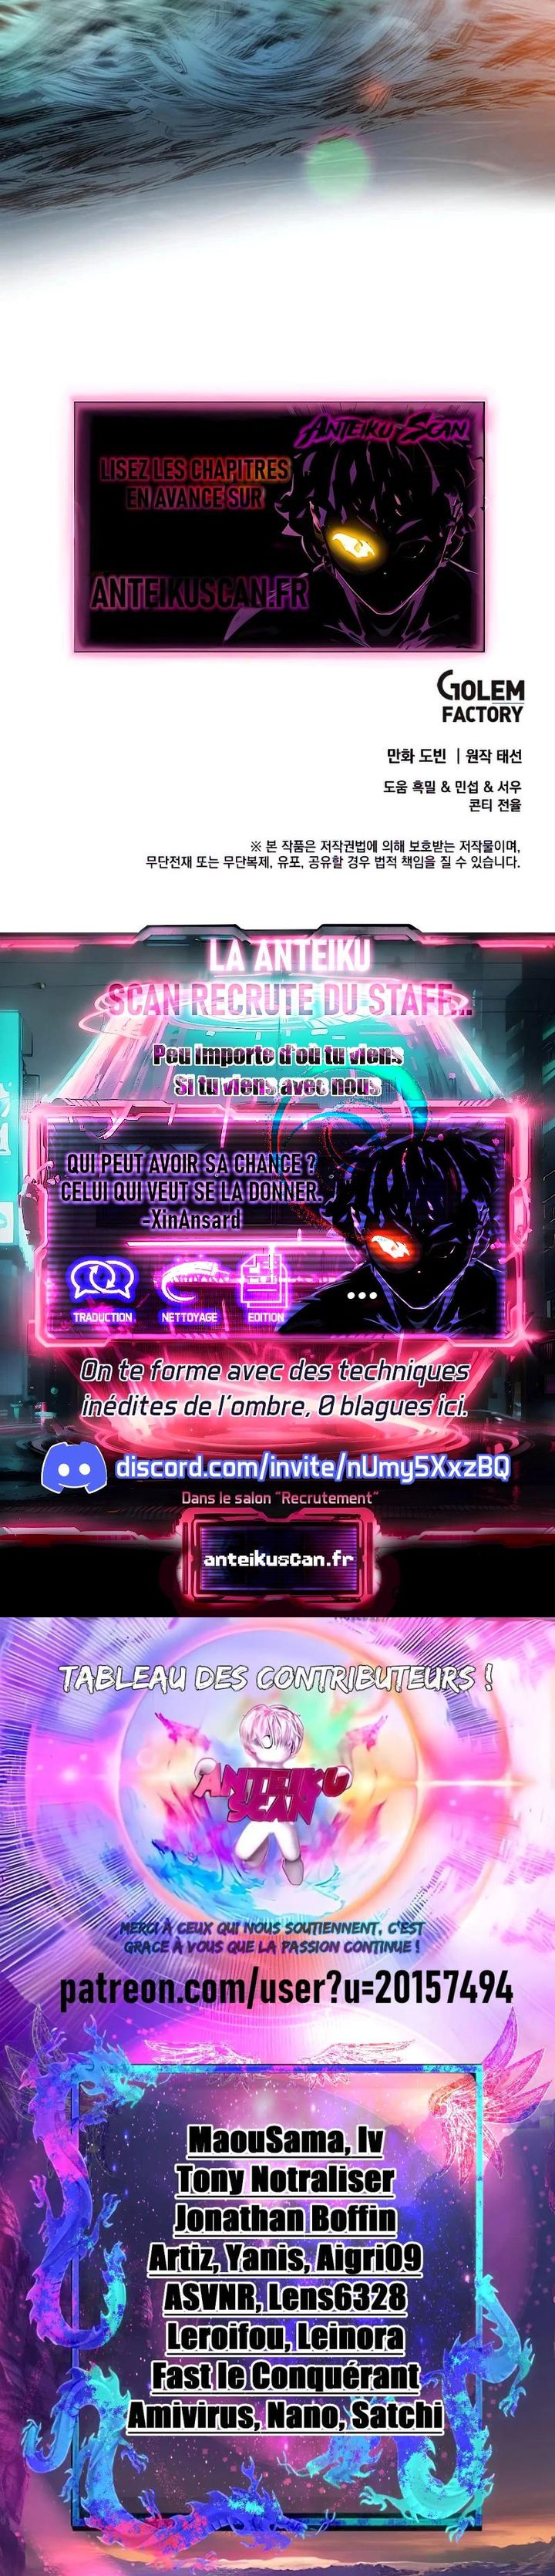 ANTEIKU SCAN
LISEZ LES CHAPITRES
EN AVANCE SUR
ANTEIKUSCAN.FR
GOLEM
FACTORY
만화 도빈 | 원작 태선
도움 흑밀 & 민섭 & 서우
콘티 전율
※ 본 작품은 저작권법에 의해 보호받는 저작물이며,
무단전재 또는 무단복제, 유포, 공유할 경우 법적 책임을 질 수 있습니다.
LA ANTEIKU
SCAN RECRUTE DU STAFF...
Peu importe d'où tu viens
Si tu viens avec nous
QUI PEUT AVOIR SA CHANCE ?
CELUI QUI VEUT SE LA DONNER.
-XinAnsard
TRADUCTION
NETTOYAGE
EDITION
...
On te forme avec des techniques
inédites de l'ombre, 0 blagues ici.
discord.com/invite/nUmy5XxzBQ
Dans le salon "Recrutement"
anteikuscan.fr
TABLEAU DES CONTRIBUTEURS !
ANTEIKU
SCAN
MERCI À CEUX QUI NOUS SOUTIENNENT, C'EST
GRACE À VOUS QUE LA PASSION CONTINUE !
patreon.com/user?u=20157494
MaouSama, Iv
Tony Notraliser
Jonathan Boffin
Artiz, Yanis, Aigri09
ASVNR, Lens6328
Leroifou, Leinora
Fast le Conquérant
Amivirus, Nano, Satchi